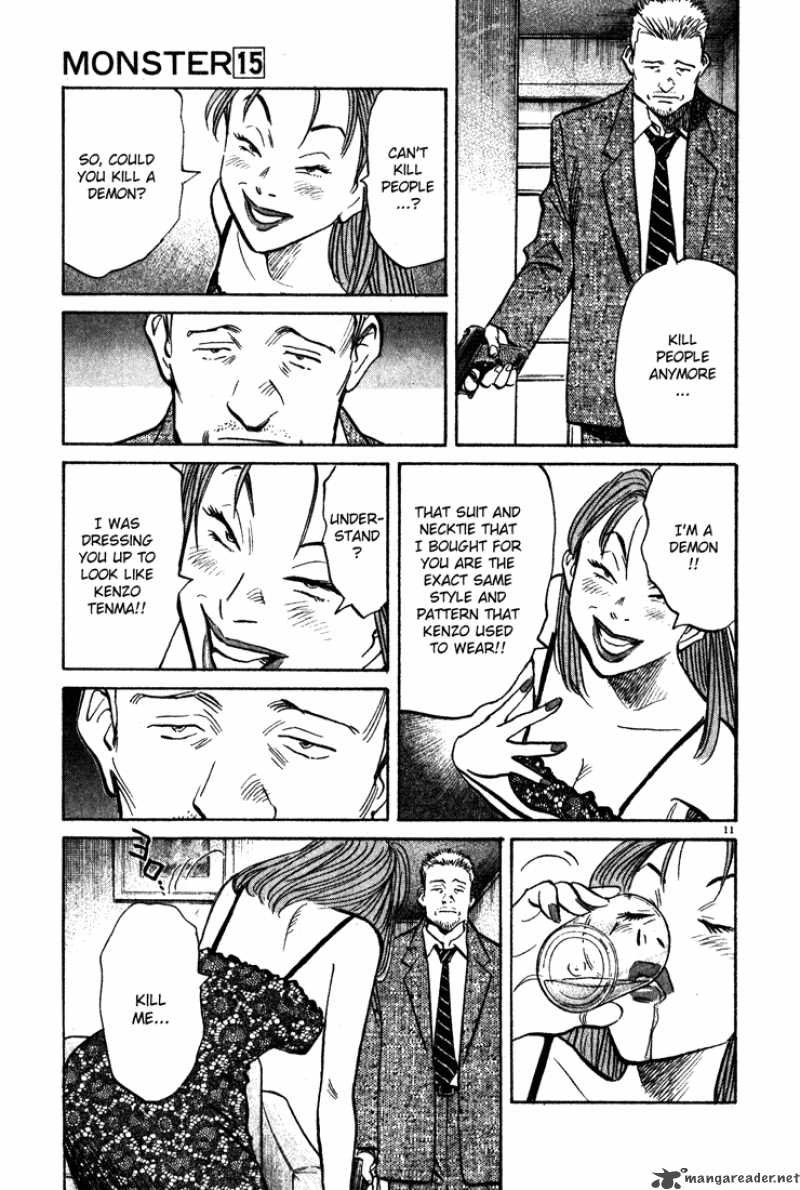 MONSTER 15
KILL
PEOPLE
ANYMORE
...
CAN'T
KILL
PEOPLE
...?
SO, COULD
YOU KILL A
DEMON?
I'M A
DEMON
!!
THAT SUIT AND
NECKTIE THAT
I BOUGHT FOR
YOU ARE THE
EXACT SAME
STYLE AND
PATTERN THAT
KENZO USED
TO WEAR!!
UNDER-
STAND
?
I WAS
DRESSING
YOU UP TO
LOOK LIKE
KENZO
TENMA!!
11
ヨロ
KILL
ME...
mangareader.net